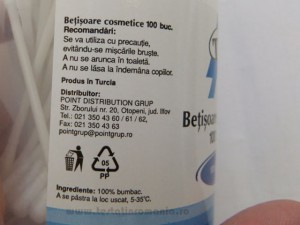 Bețișoare cosmetice 100 buc.
Recomandări:
Se va utiliza cu precauție,
evitându-se mișcările bruște.
A nu se arunca în toaletă.
A nu se lăsa la îndemâna copiilor.
Produs în Turcia
Distribuitor:
POINT DISTRIBUTION GRUP
Str. Zborului nr. 20, Otopeni, jud. Ilfov
Tel.: 021 350 43 60 / 61 / 62,
Fax: 021 350 43 63
pointgrup@pointgrup.ro
05
PP
Ingrediente: 100% bumbac.
A se păstra la loc uscat, 5-35°C.
Bețișoare